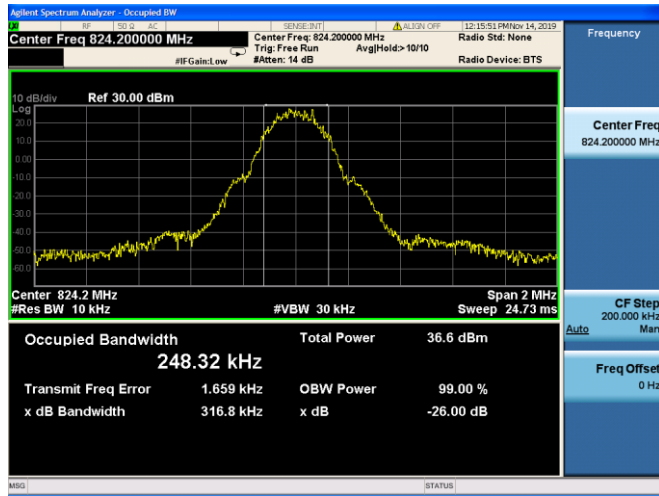 Agilent Spectrum Analyzer - Occupied BW
RF 50 Ω AC SENSE:INT ALIGN OFF 12:15:51 PM Nov 14, 2019
Center Freq 824.200000 MHz Center Freq: 824.200000 MHz Radio Std: None
Trig: Free Run Avg|Hold:> 10/10
#IFGain:Low #Atten: 14 dB Radio Device: BTS
Frequency
10 dB/div Ref 30.00 dBm
Log
20.0
10.0
0.00
-10.0
-20.0
-30.0
-40.0
-50.0
-60.0
Center Freq
824.200000 MHz
Center 824.2 MHz Span 2 MHz
#Res BW 10 kHz #VBW 30 kHz Sweep 24.73 ms
CF Step
200.000 kHz
Auto Man
Occupied Bandwidth Total Power 36.6 dBm
248.32 kHz
Transmit Freq Error 1.659 kHz OBW Power 99.00 %
x dB Bandwidth 316.8 kHz x dB -26.00 dB
Freq Offset
0 Hz
MSG STATUS